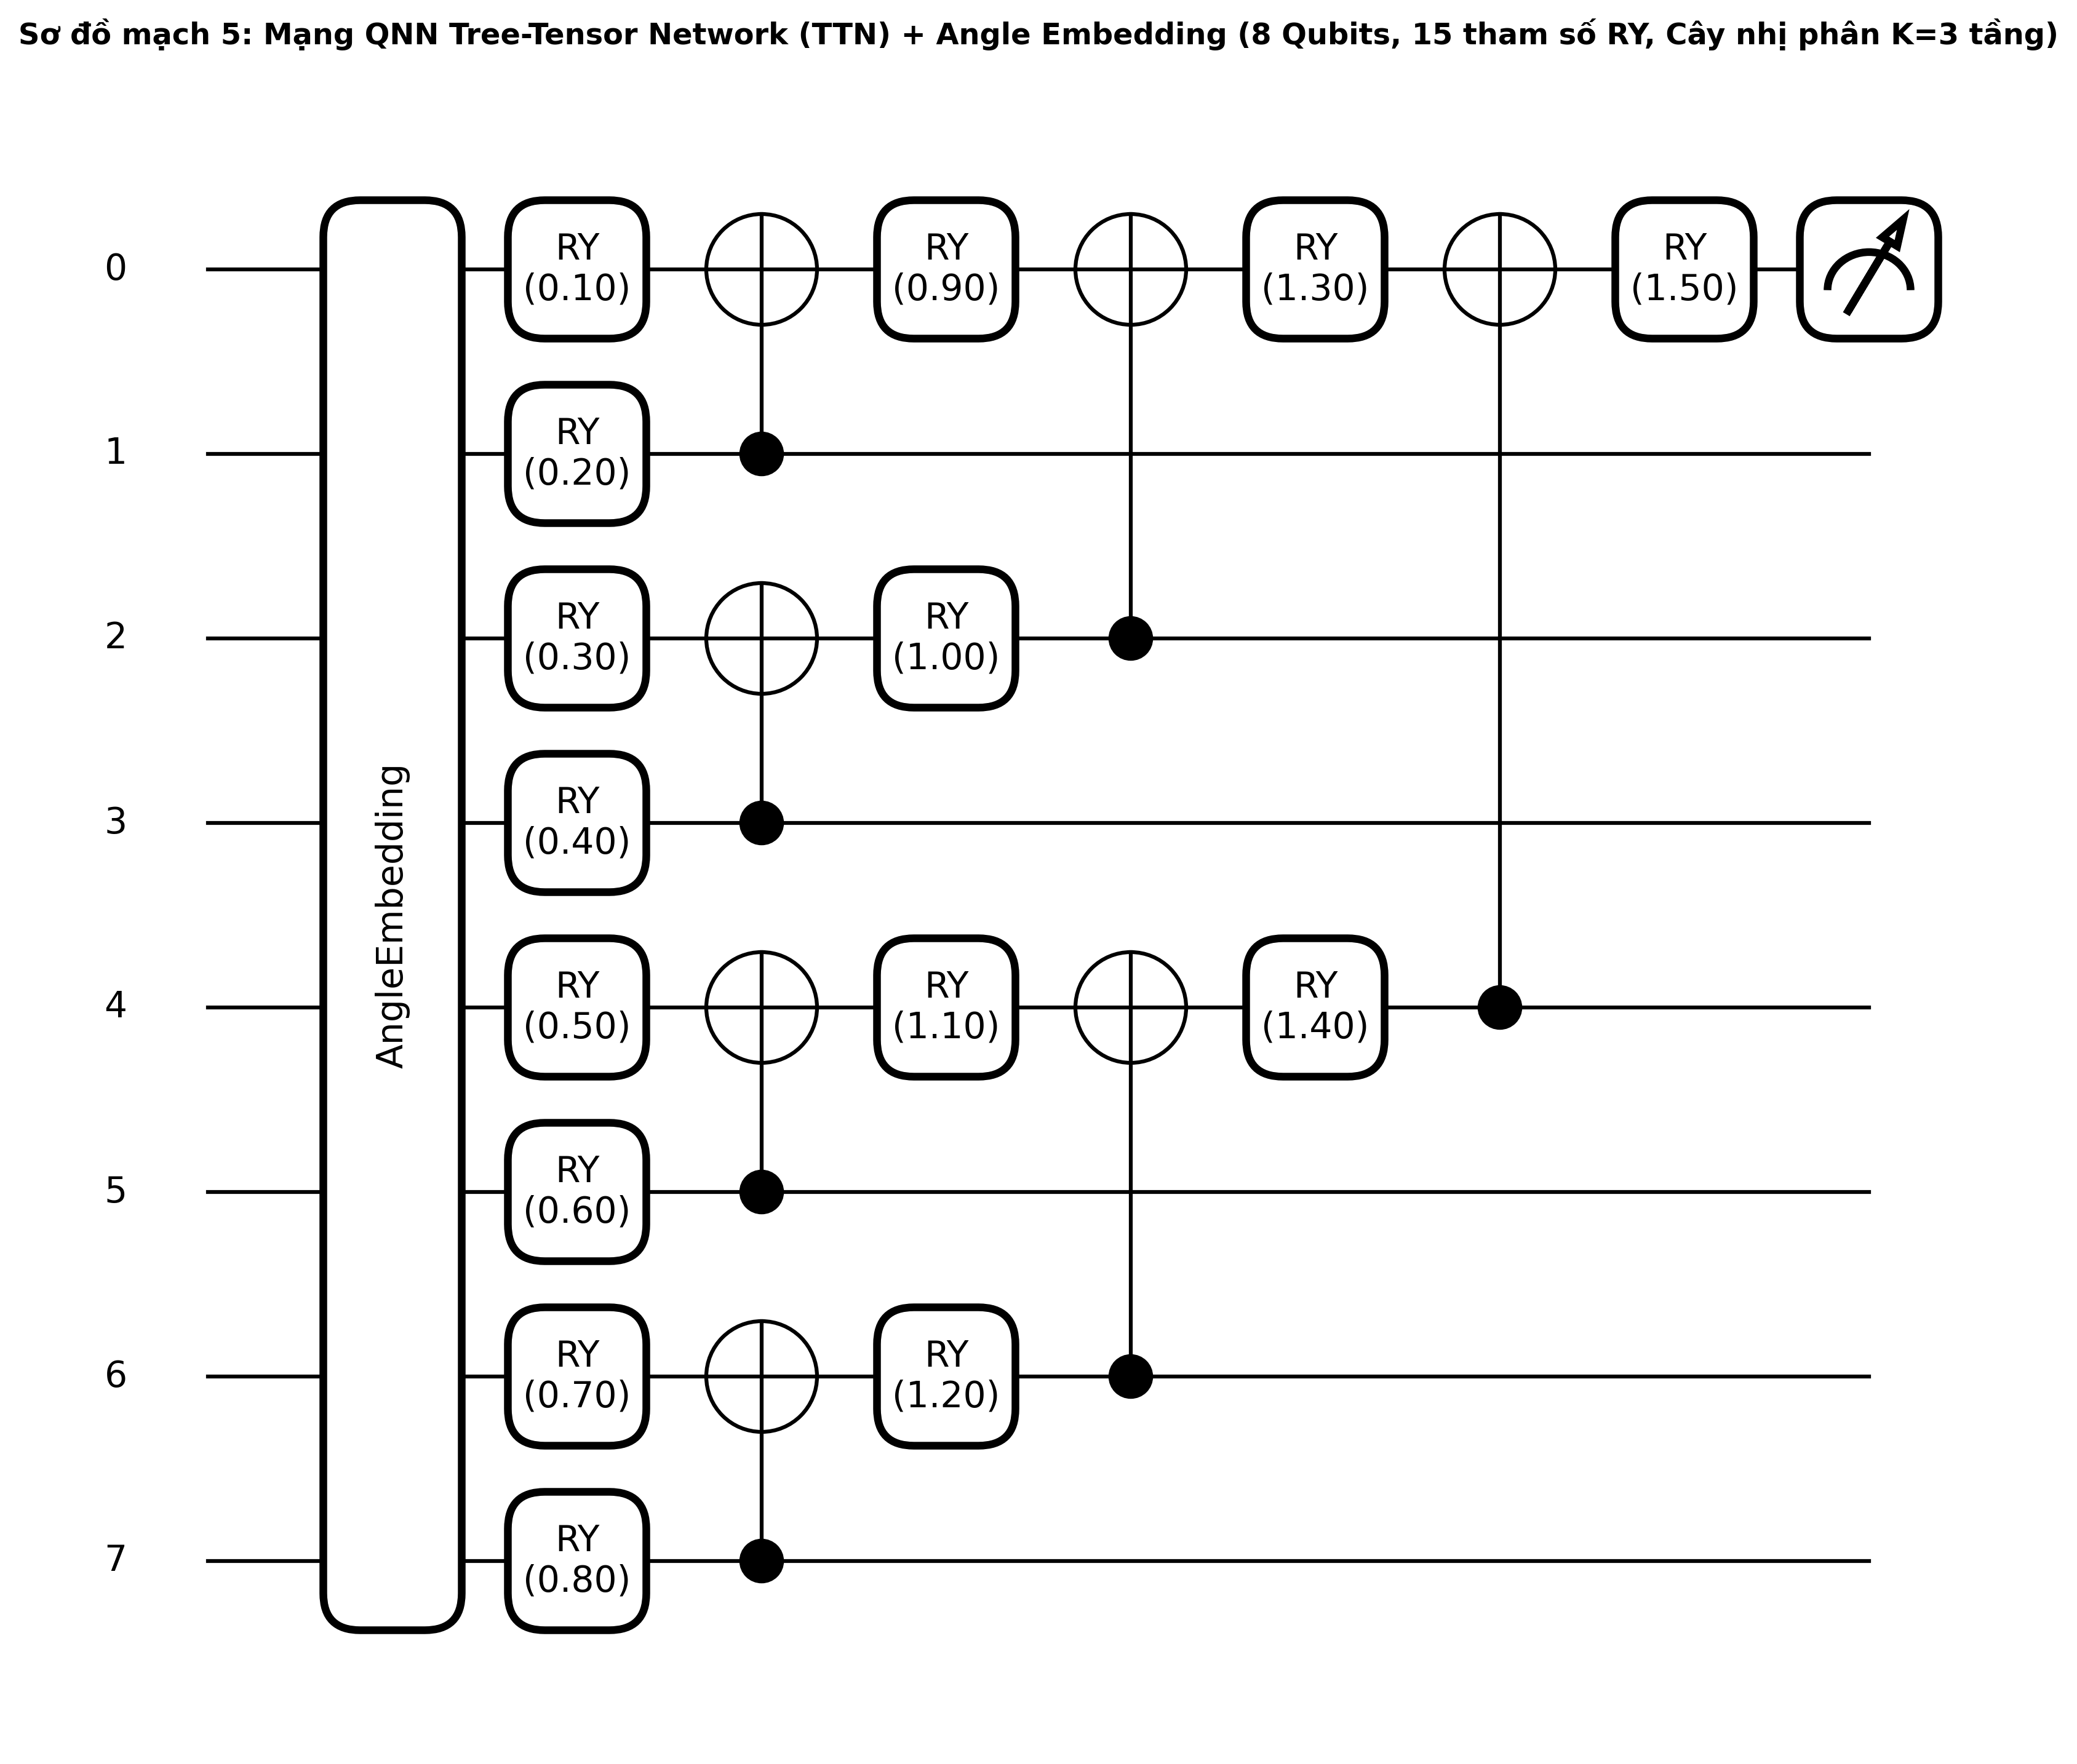 Sơ đồ mạch 5: Mạng QNN Tree-Tensor Network (TTN) + Angle Embedding (8 Qubits, 15 tham số RY, Cây nhị phân K=3 tầng)
AngleEmbedding
0
RY
(0.10)
RY
(0.90)
RY
(1.30)
RY
(1.50)
1
RY
(0.20)
2
RY
(0.30)
RY
(1.00)
3
RY
(0.40)
4
RY
(0.50)
RY
(1.10)
RY
(1.40)
5
RY
(0.60)
6
RY
(0.70)
RY
(1.20)
7
RY
(0.80)